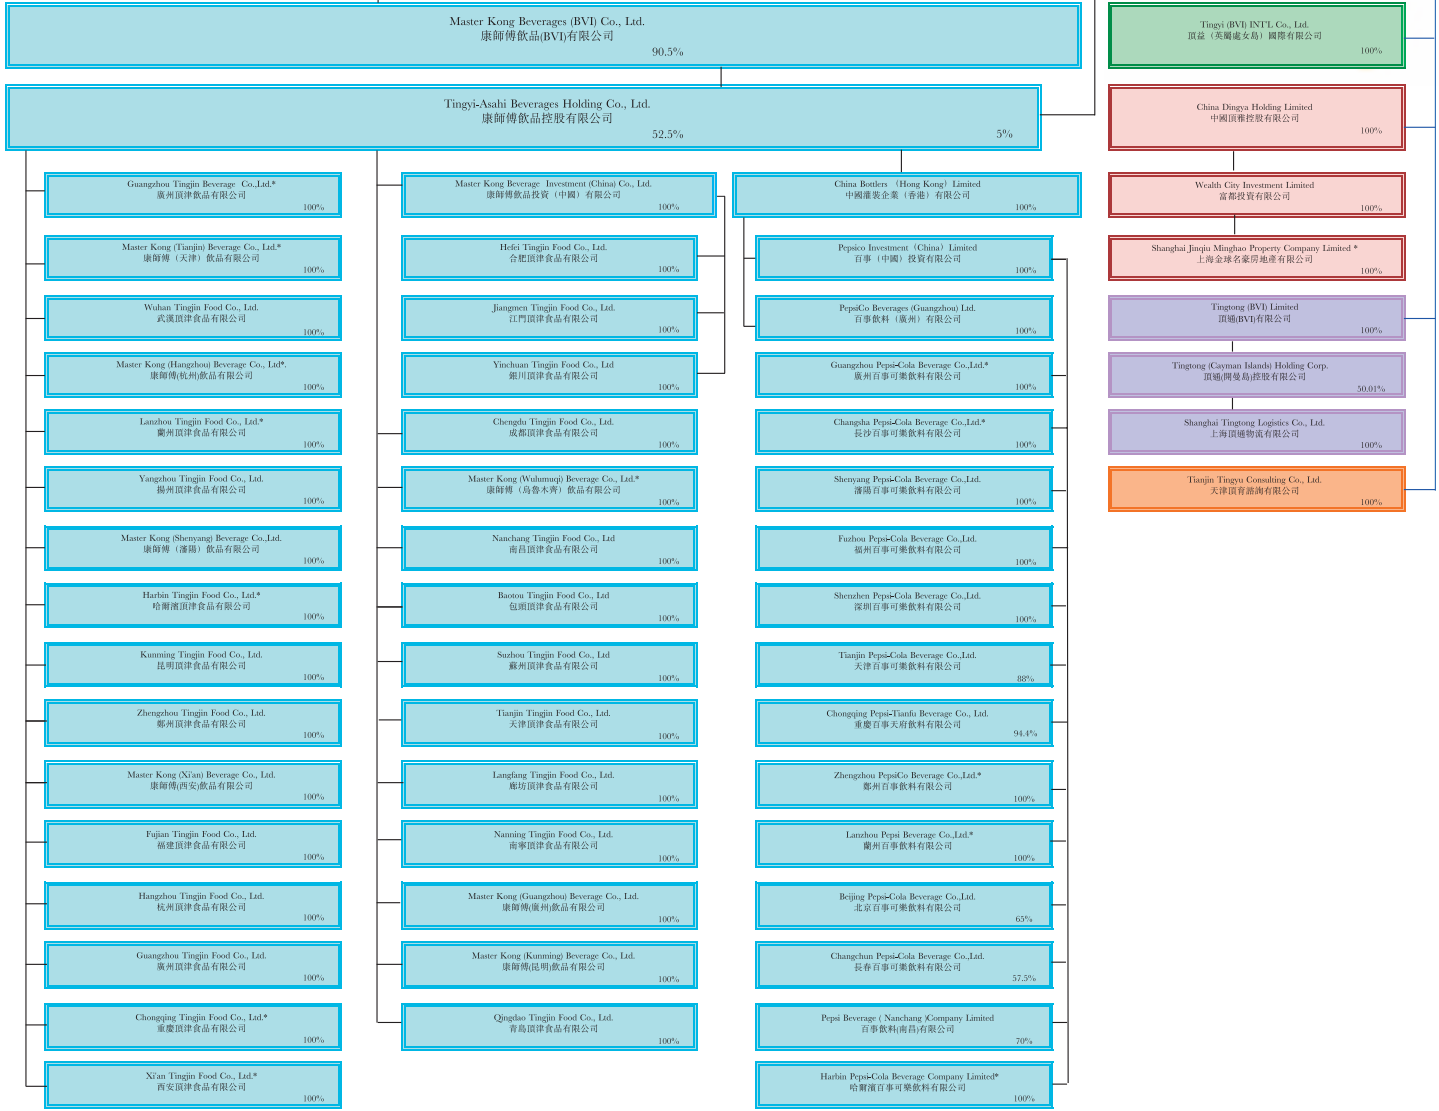 Master Kong Beverages (BVI) Co., Ltd.
康師傅飲品(BVI)有限公司
90.5%
Tingyi-Asahi Beverages Holding Co., Ltd.
康師傅飲品控股有限公司
52.5%
5%
Guangzhou Tingjin Beverage Co.,Ltd.*
廣州頂津飲品有限公司
100%
Master Kong (Tianjin) Beverage Co., Ltd.*
康師傅（天津）飲品有限公司
100%
Wuhan Tingjin Food Co., Ltd.
武漢頂津食品有限公司
100%
Master Kong (Hangzhou) Beverage Co., Ltd*.
康師傅(杭州)飲品有限公司
100%
Lanzhou Tingjin Food Co., Ltd.*
蘭州頂津食品有限公司
100%
Yangzhou Tingjin Food Co., Ltd.
揚州頂津食品有限公司
100%
Master Kong (Shenyang) Beverage Co.,Ltd.
康師傅（瀋陽）飲品有限公司
100%
Harbin Tingjin Food Co., Ltd.*
哈爾濱頂津食品有限公司
100%
Kunming Tingjin Food Co., Ltd.
昆明頂津食品有限公司
100%
Zhengzhou Tingjin Food Co., Ltd.
鄭州頂津食品有限公司
100%
Master Kong (Xi'an) Beverage Co., Ltd.
康師傅(西安)飲品有限公司
100%
Fujian Tingjin Food Co., Ltd.
福建頂津食品有限公司
100%
Hangzhou Tingjin Food Co., Ltd.
杭州頂津食品有限公司
100%
Guangzhou Tingjin Food Co., Ltd.
廣州頂津食品有限公司
100%
Chongqing Tingjin Food Co., Ltd.*
重慶頂津食品有限公司
100%
Xi'an Tingjin Food Co., Ltd.*
西安頂津食品有限公司
100%
Master Kong Beverage Investment (China) Co., Ltd.
康師傅飲品投資（中國）有限公司
100%
Hefei Tingjin Food Co., Ltd.
合肥頂津食品有限公司
100%
Jiangmen Tingjin Food Co., Ltd.
江門頂津食品有限公司
100%
Yinchuan Tingjin Food Co., Ltd
銀川頂津食品有限公司
100%
Chengdu Tingjin Food Co., Ltd.
成都頂津食品有限公司
100%
Master Kong (Wulumuqi) Beverage Co., Ltd.*
康師傅（烏魯木齊）飲品有限公司
100%
Nanchang Tingjin Food Co., Ltd
南昌頂津食品有限公司
100%
Baotou Tingjin Food Co., Ltd
包頭頂津食品有限公司
100%
Suzhou Tingjin Food Co., Ltd
蘇州頂津食品有限公司
100%
Tianjin Tingjin Food Co., Ltd.
天津頂津食品有限公司
100%
Langfang Tingjin Food Co., Ltd.
廊坊頂津食品有限公司
100%
Nanning Tingjin Food Co., Ltd.
南寧頂津食品有限公司
100%
Master Kong (Guangzhou) Beverage Co., Ltd.
康師傅(廣州)飲品有限公司
100%
Master Kong (Kunming) Beverage Co., Ltd.
康師傅(昆明)飲品有限公司
100%
Qingdao Tingjin Food Co., Ltd.
青島頂津食品有限公司
100%
China Bottlers （Hong Kong）Limited
中國灌裝企業（香港）有限公司
100%
Pepsico Investment（China）Limited
百事（中國）投資有限公司
100%
PepsiCo Beverages (Guangzhou) Ltd.
百事飲料（廣州）有限公司
100%
Guangzhou Pepsi-Cola Beverage Co.,Ltd.*
廣州百事可樂飲料有限公司
100%
Changsha Pepsi-Cola Beverage Co.,Ltd.*
長沙百事可樂飲料有限公司
100%
Shenyang Pepsi-Cola Beverage Co.,Ltd.
瀋陽百事可樂飲料有限公司
100%
Fuzhou Pepsi-Cola Beverage Co.,Ltd.
福州百事可樂飲料有限公司
100%
Shenzhen Pepsi-Cola Beverage Co.,Ltd.
深圳百事可樂飲料有限公司
100%
Tianjin Pepsi-Cola Beverage Co.,Ltd.
天津百事可樂飲料有限公司
88%
Chongqing Pepsi-Tianfu Beverage Co., Ltd.
重慶百事天府飲料有限公司
94.4%
Zhengzhou PepsiCo Beverage Co.,Ltd.*
鄭州百事飲料有限公司
100%
Lanzhou Pepsi Beverage Co.,Ltd.*
蘭州百事飲料有限公司
100%
Beijing Pepsi-Cola Beverage Co.,Ltd.
北京百事可樂飲料有限公司
65%
Changchun Pepsi-Cola Beverage Co.,Ltd.
長春百事可樂飲料有限公司
57.5%
Pepsi Beverage ( Nanchang )Company Limited
百事飲料(南昌)有限公司
70%
Harbin Pepsi-Cola Beverage Company Limited*
哈爾濱百事可樂飲料有限公司
100%
Tingyi (BVI) INT'L Co., Ltd.
頂益（英屬處女島）國際有限公司
100%
China Dingya Holding Limited
中國頂雅控股有限公司
100%
Wealth City Investment Limited
富都投資有限公司
100%
Shanghai Jinqiu Minghao Property Company Limited *
上海金球名豪房地產有限公司
100%
Tingtong (BVI) Limited
頂通(BVI)有限公司
100%
Tingtong (Cayman Islands) Holding Corp.
頂通(開曼島)控股有限公司
50.01%
Shanghai Tingtong Logistics Co., Ltd.
上海頂通物流有限公司
100%
Tianjin Tingyu Consulting Co., Ltd.
天津頂育諮詢有限公司
100%